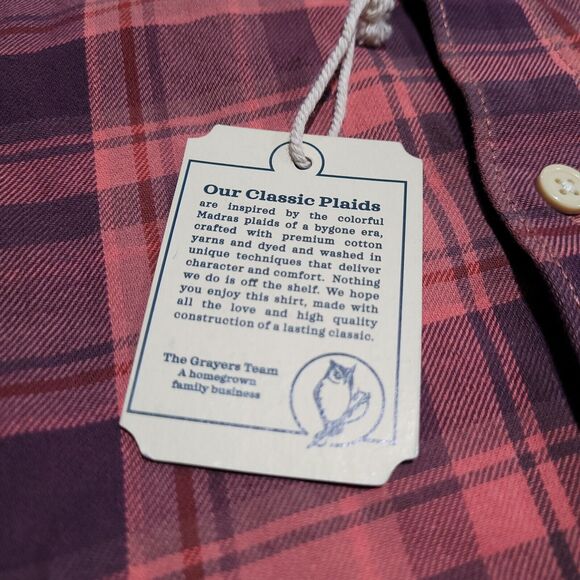 Our Classic Plaids
are inspired by the colorful
Madras plaids of a bygone era,
crafted with premium cotton
yarns and dyed and washed in
unique techniques that deliver
character and comfort. Nothing
we do is off the shelf. We hope
you enjoy this shirt, made with
all the love and high quality
construction of a lasting classic.
The Grayers Team
A homegrown
family business